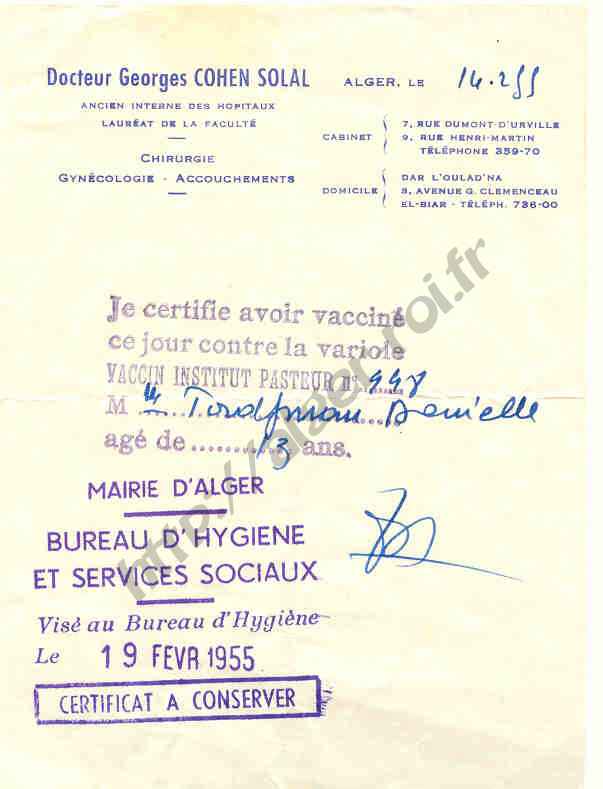 Docteur Georges COHEN SOLAL
ANCIEN INTERNE DES HOPITAUX
LAURÉAT DE LA FACULTÉ
CHIRURGIE
GYNÉCOLOGIE - ACCOUCHEMENTS
ALGER, LE 14.2.55
CABINET
7, RUE DUMONT-D'URVILLE
9, RUE HENRI-MARTIN
TÉLÉPHONE 359-70
DOMICILE
DAR L'OULAD'NA
3, AVENUE G. CLEMENCEAU
EL-BIAR - TÉLÉPH. 736-00
Je certifie avoir vacciné
ce jour contre la variole
VACCIN INSTITUT PASTEUR n° 998
M lle Danielle
agé de 13 ans.
MAIRIE D'ALGER
BUREAU D'HYGIENE
ET SERVICES SOCIAUX
Visé au Bureau d'Hygiène
Le 19 FEVR 1955
CERTIFICAT A CONSERVER